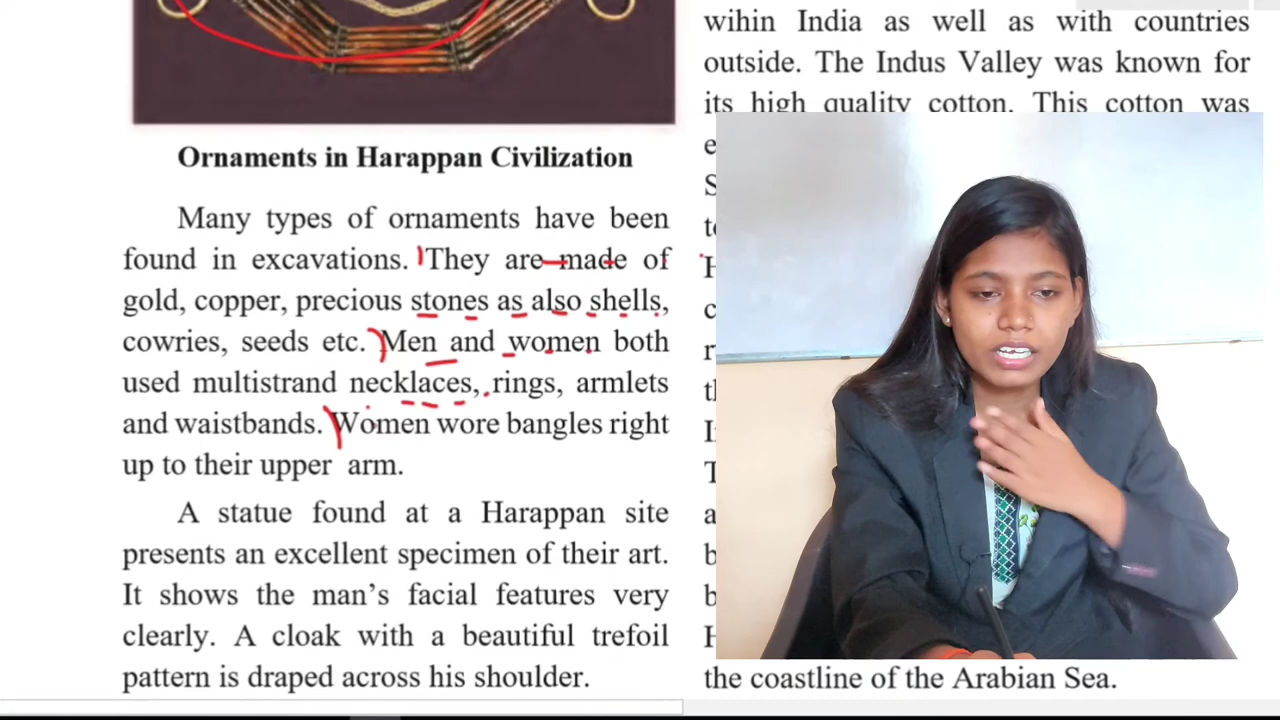 Ornaments in Harappan Civilization
Many types of ornaments have been
found in excavations. They are made of
gold, copper, precious stones as also shells,
cowries, seeds etc. Men and women both
used multistrand necklaces, rings, armlets
and waistbands. Women wore bangles right
up to their upper arm.
A statue found at a Harappan site
presents an excellent specimen of their art.
It shows the man's facial features very
clearly. A cloak with a beautiful trefoil
pattern is draped across his shoulder.
wihin India as well as with countries
outside. The Indus Valley was known for
its high quality cotton. This cotton was
the coastline of the Arabian Sea.